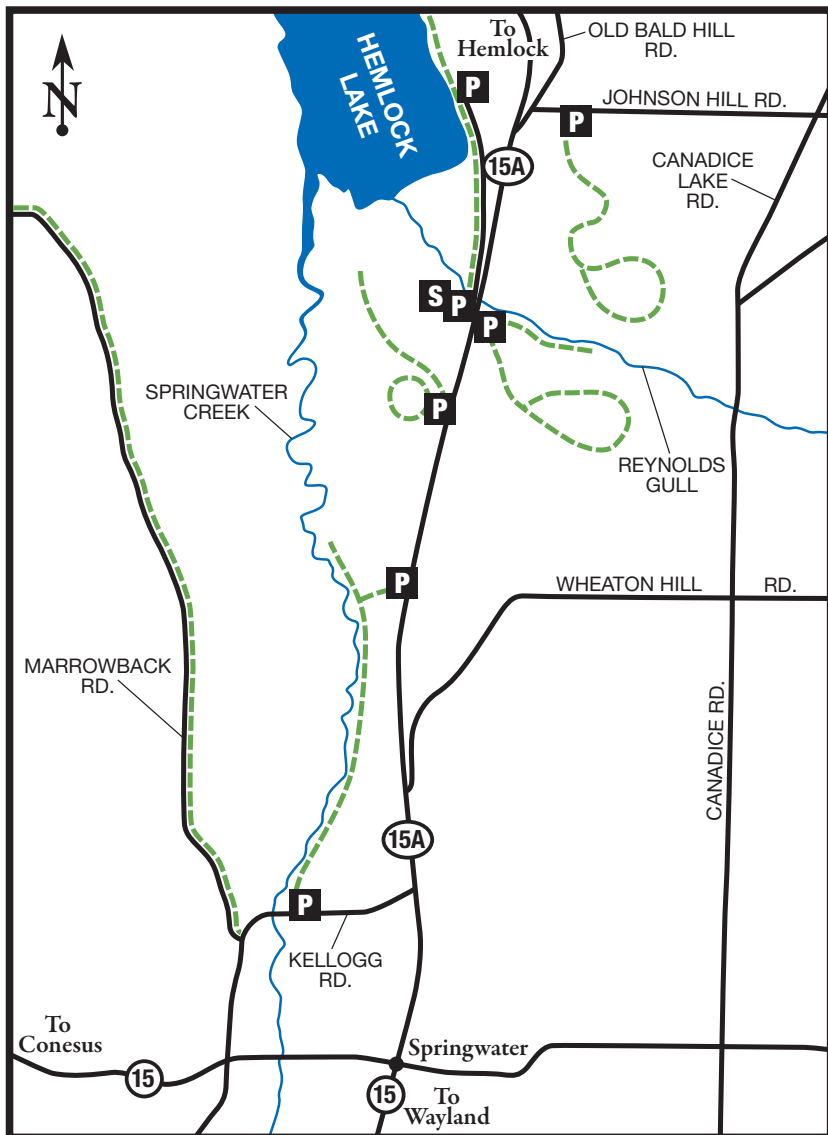 To
Hemlock
OLD BALD HILL
RD.
N
HEMLOCK
LAKE
P
JOHNSON HILL RD.
P
15A
CANADICE
LAKE
RD.
S
P
P
SPRINGWATER
CREEK
P
REYNOLDS
GULL
P
WHEATON HILL RD.
MARROWBACK
RD.
CANADICE RD.
15A
P
KELLOGG
RD.
To
Conesus
Springwater
15
15
To
Wayland